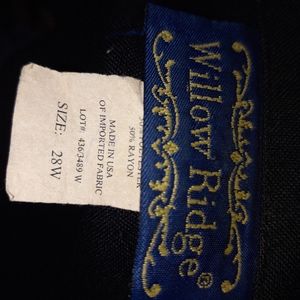 Willow Ridge®
50% RAYON
MADE IN USA
OF IMPORTED FABRIC
LOT#: 436/3489 W
SIZE: 28W